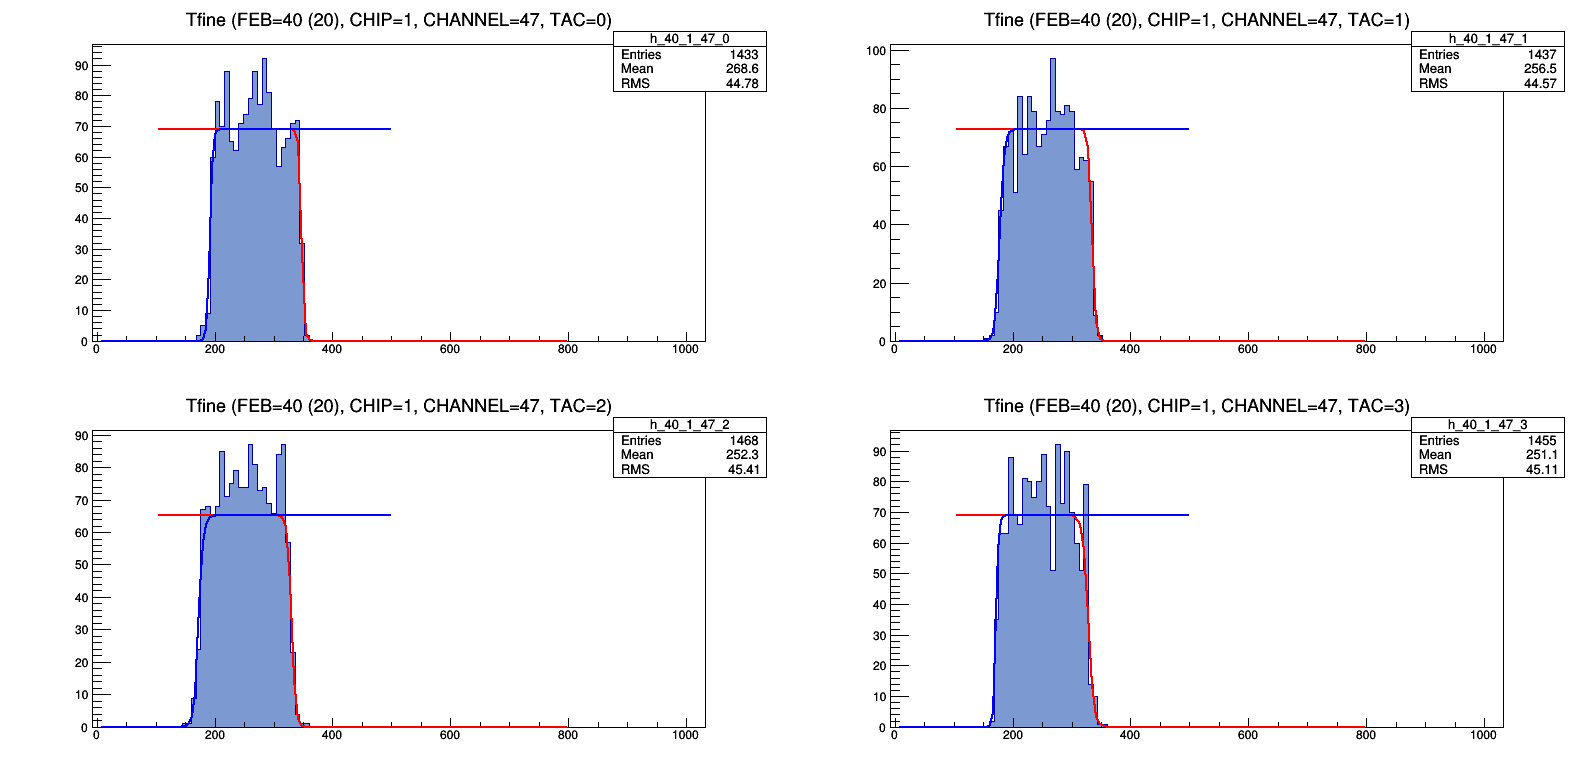 Tfine (FEB=40 (20), CHIP=1, CHANNEL=47, TAC=0)
h_40_1_47_0
Entries 1433
Mean 268.6
RMS 44.78
90
80
70
60
50
40
30
20
10
0
0 200 400 600 800 1000
Tfine (FEB=40 (20), CHIP=1, CHANNEL=47, TAC=1)
h_40_1_47_1
Entries 1437
Mean 256.5
RMS 44.57
100
80
60
40
20
0
0 200 400 600 800 1000
Tfine (FEB=40 (20), CHIP=1, CHANNEL=47, TAC=2)
h_40_1_47_2
Entries 1468
Mean 252.3
RMS 45.41
90
80
70
60
50
40
30
20
10
0
0 200 400 600 800 1000
Tfine (FEB=40 (20), CHIP=1, CHANNEL=47, TAC=3)
h_40_1_47_3
Entries 1455
Mean 251.1
RMS 45.11
90
80
70
60
50
40
30
20
10
0
0 200 400 600 800 1000